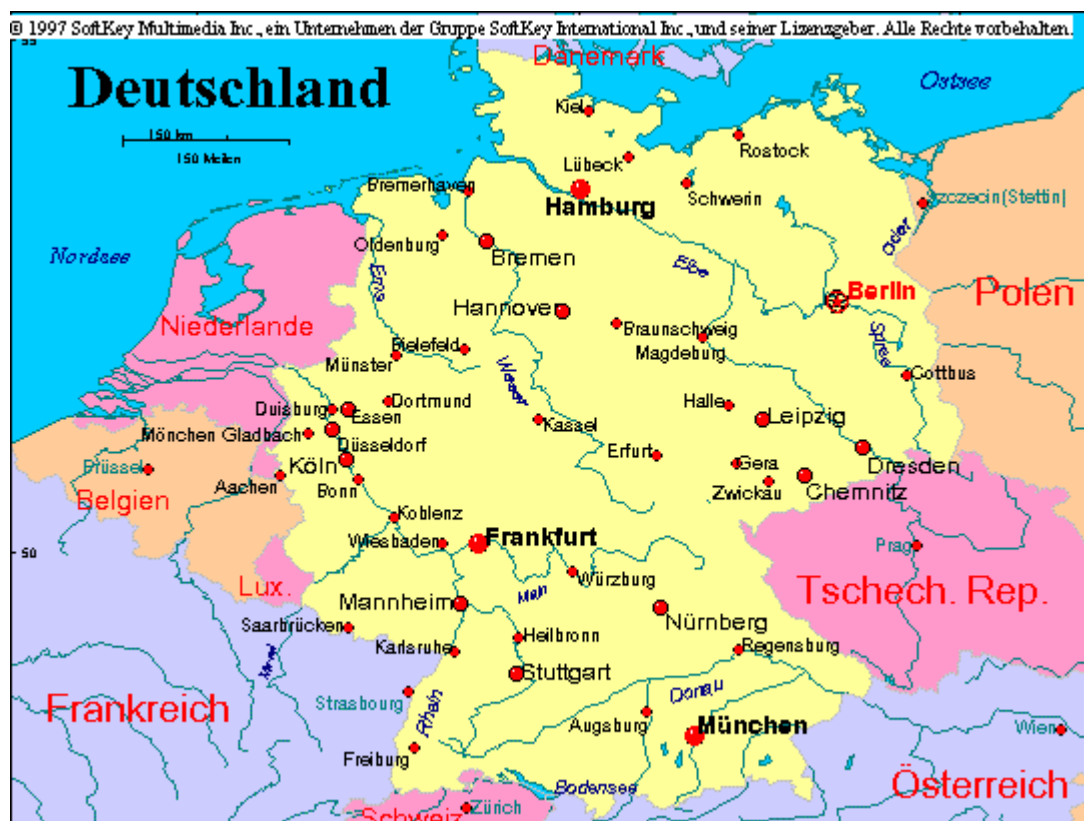 © 1997 SoftKey Multimedia Inc., ein Unternehmen der Gruppe SoftKey International Inc., und seiner Lizenzgeber. Alle Rechte vorbehalten.
55
Dänemark
Deutschland
Ostsee
Kiel
150 km
150 Meilen
Rostock
Lübeck
Bremerhaven
Schwerin
Szczecin(Stettin)
Hamburg
Oldenburg
Bremen
Oder
Nordsee
Elbe
Ems
Berlin
Polen
Hannover
Niederlande
Braunschweig
Magdeburg
Spree
Bielefeld
Münster
Cottbus
Weser
Dortmund
Halle
Duisburg
Essen
Leipzig
Kassel
Mönchen Gladbach
Düsseldorf
Erfurt
Dresden
Brüssel
Köln
Gera
Aachen
Bonn
Zwickau
Chemnitz
Belgien
Koblenz
Wiesbaden
Frankfurt
50
Prag
Würzburg
Lux.
Tschech. Rep.
Main
Mannheim
Nürnberg
Saarbrücken
Heilbronn
Karlsruhe
Regensburg
Mosel
Stuttgart
Strasbourg
Donau
Frankreich
Rhein
Augsburg
München
Wien
Freiburg
Bodensee
Österreich
Zürich
Schweiz